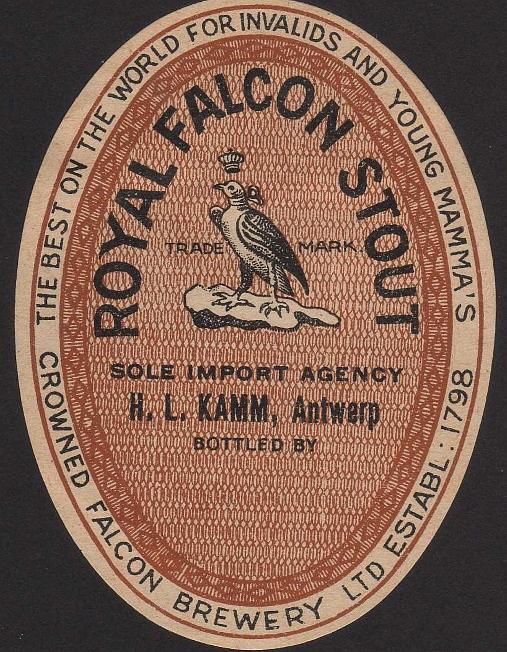 THE BEST ON THE WORLD FOR INVALIDS AND YOUNG MAMMA'S
ROYAL FALCON STOUT
TRADE MARK.
SOLE IMPORT AGENCY
H. L. KAMM, Antwerp
BOTTLED BY
CROWNED FALCON BREWERY LTD ESTABL: 1798